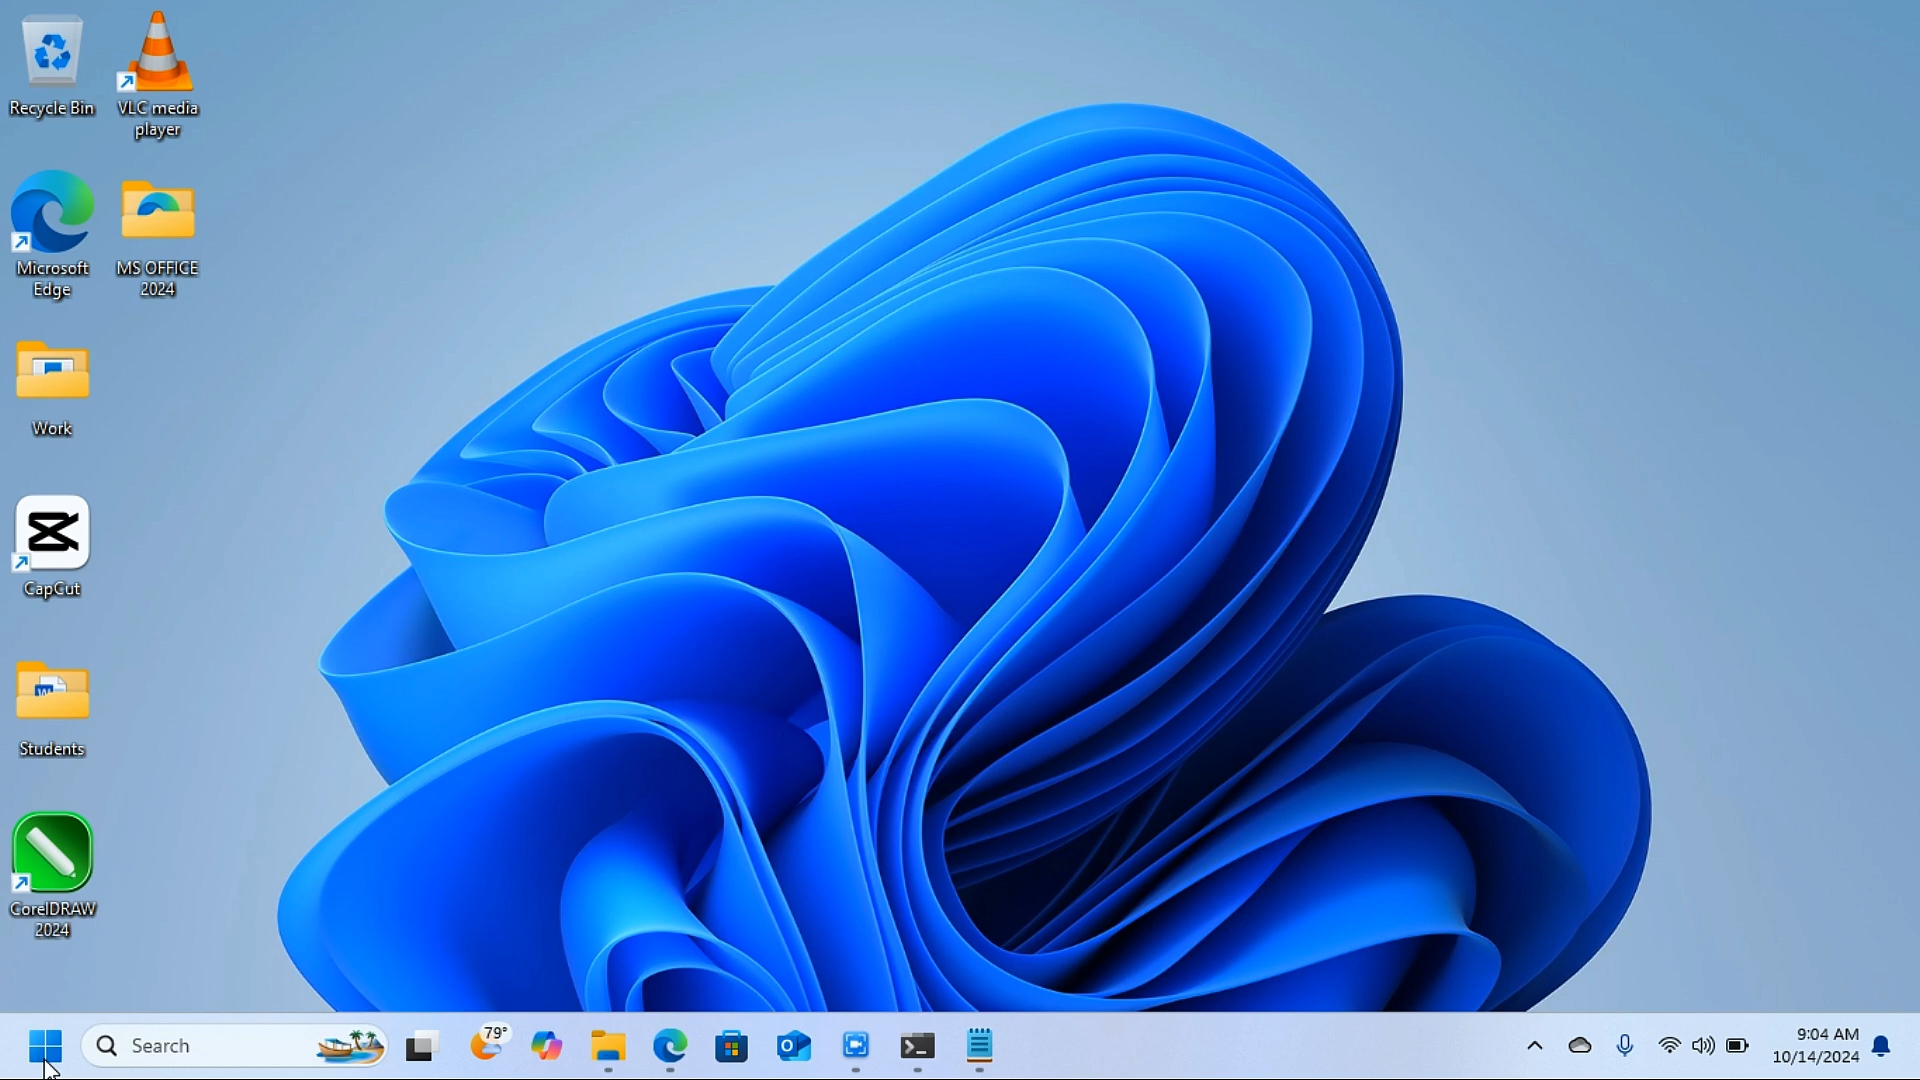 Recycle Bin
VLC media
player
Microsoft
Edge
MS OFFICE
2024
Work
CapCut
W
Students
CorelDRAW
2024
Search
79°
9:04 AM
10/14/2024